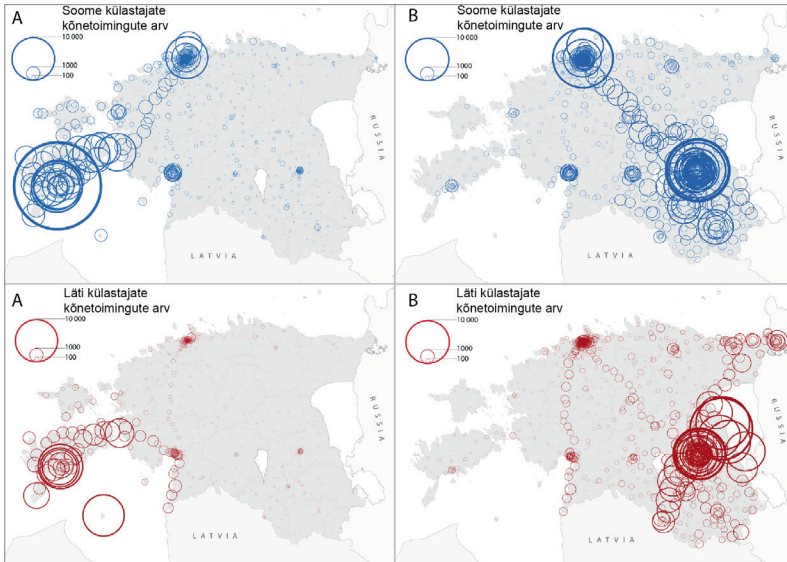 A
Soome külastajate
kõnetoimingute arv
10 000
1000
100
RUSSIA
LATVIA
B
Soome külastajate
kõnetoimingute arv
10 000
1000
100
RUSSIA
LATVIA
A
Läti külastajate
kõnetoimingute arv
10 000
1000
100
RUSSIA
LATVIA
B
Läti külastajate
kõnetoimingute arv
10 000
1000
100
RUSSIA
LATVIA